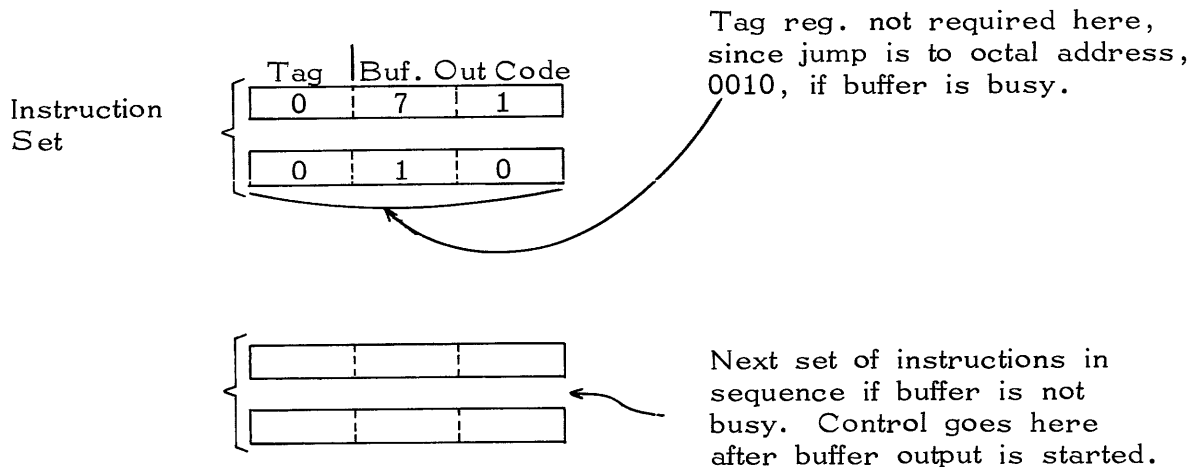 Tag reg. not required here,
since jump is to octal address,
0010, if buffer is busy.
Tag Buf. Out Code
Instruction
Set
0 7 1
0 1 0
Next set of instructions in
sequence if buffer is not
busy. Control goes here
after buffer output is started.